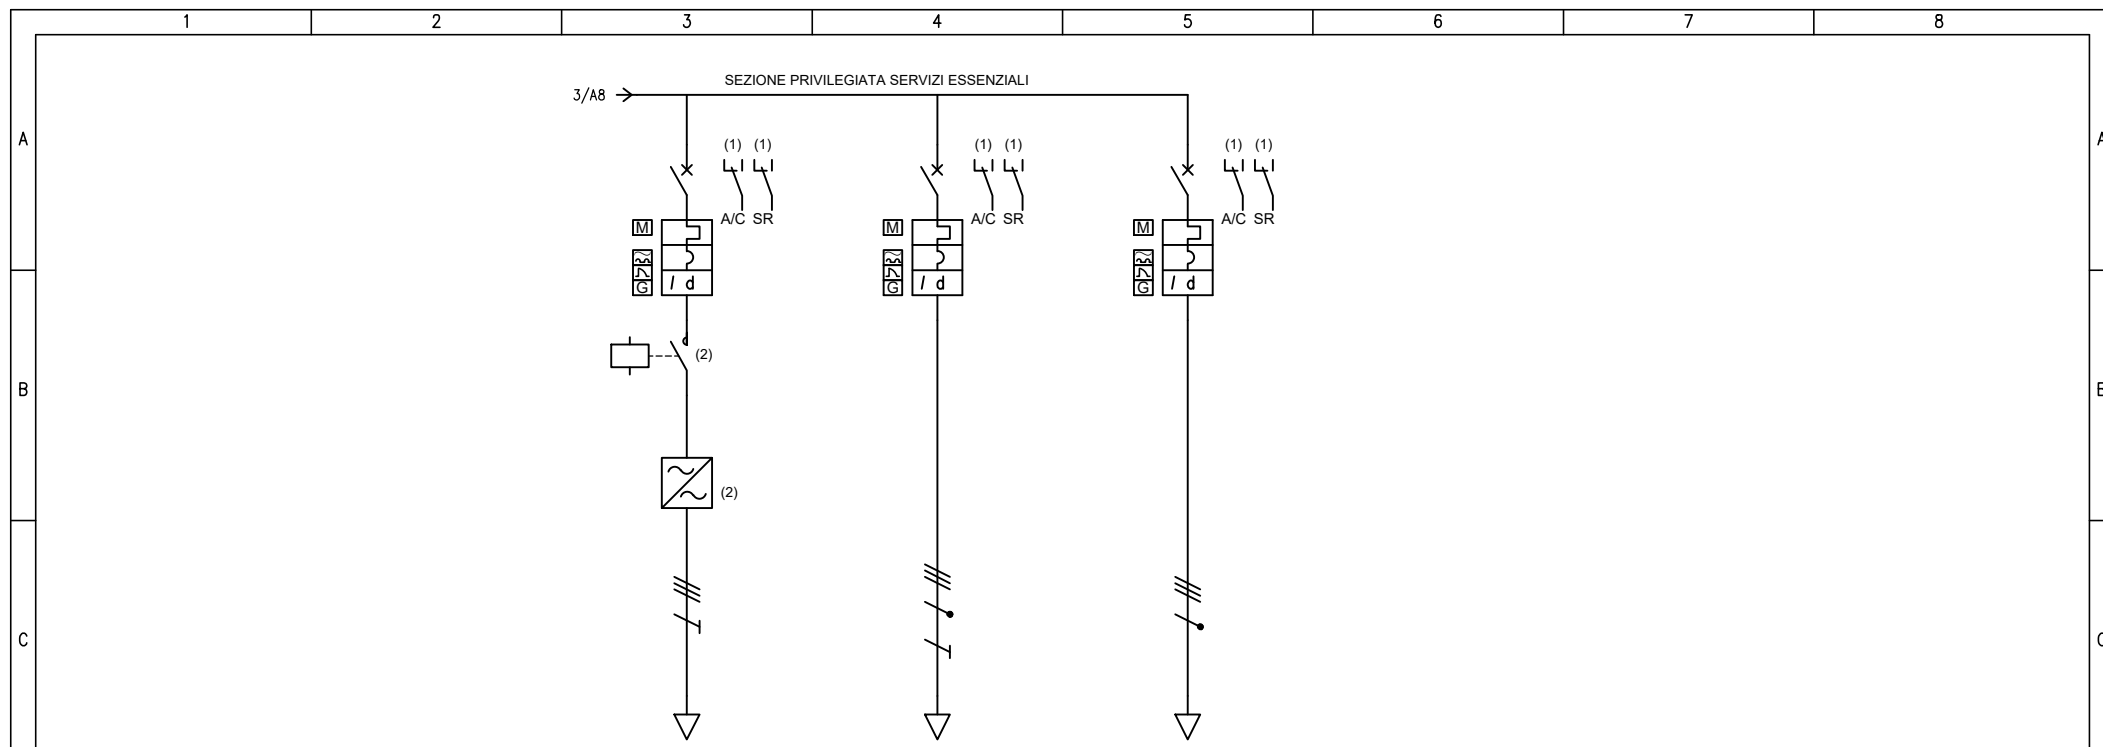 1 2 3 4 5 6 7 8
SEZIONE PRIVILEGIATA SERVIZI ESSENZIALI
3/A8
A A
(1) (1) (1) (1) (1) (1)
A/C SR A/C SR A/C SR
M M M
I d I d I d
G G G
(2)
B B
(2)
C C